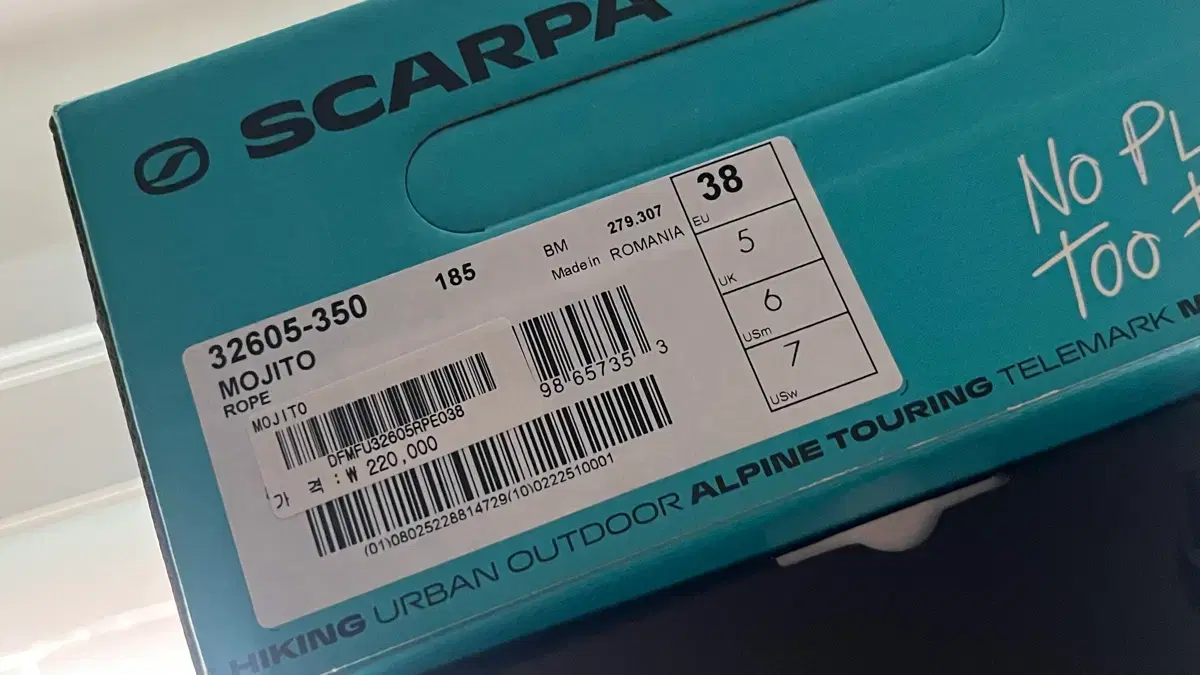 SCARPA
NO PL
TOO
32605-350
185
BM
279.307
Made in ROMANIA
MOJITO
ROPE
38
EU
5
UK
6
USm
7
USw
98 65735 3
MOJITO
DFMFU32605RPE038
가 격 : ₩ 220,000
(01)08025228814729(10)0222510001
HIKING URBAN OUTDOOR ALPINE TOURING TELEMARK M